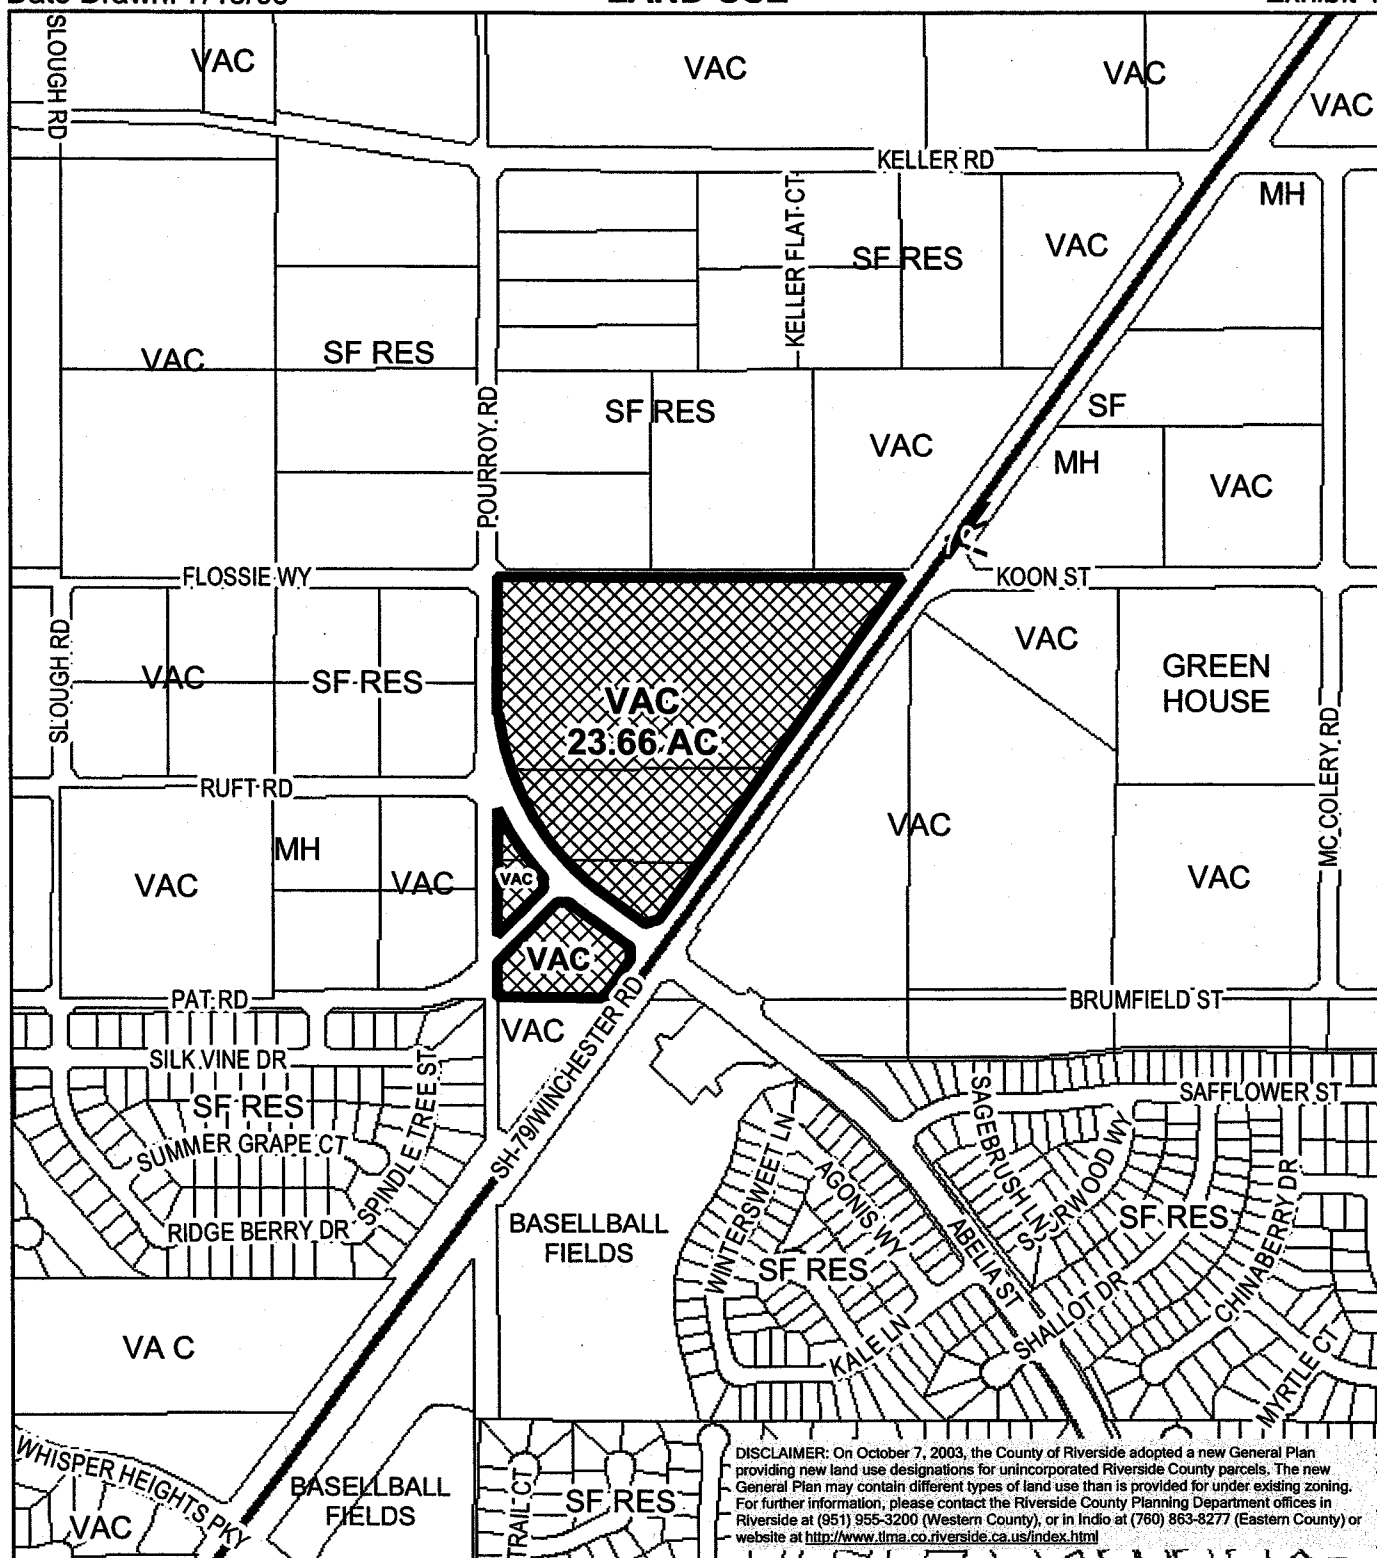 LAND USE
SLOUGH RD
VAC
VAC
VAC
VAC
KELLER RD
MH
KELLER FLAT CT
SF RES
VAC
VAC
SF RES
POURROY RD
SF RES
VAC
SF
MH
VAC
FLOSSIE WY
KOON ST
SLOUGH RD
VAC
SF RES
VAC
23.66 AC
VAC
GREEN
HOUSE
RUFT RD
MC COLERY RD
MH
VAC
VAC
VAC
VAC
VAC
VAC
PAT RD
BRUMFIELD ST
VAC
SH-79/WINCHESTER RD
SILK VINE DR
SF RES
SUMMER GRAPE CT
SPINDLE TREE ST
RIDGE BERRY DR
SAFFLOWER ST
SAGEBRUSH LN
WINTERSWEET LN
AGONIS WY
ABELIA ST
SF RES
CHINABERRY DR
BASELLBALL
FIELDS
SF RES
SHALLOT DR
KALE LN
MYRTLE CT
VA C
WHISPER HEIGHTS PKY
VAC
BASELLBALL
FIELDS
TRAIL CT
SF RES
DISCLAIMER: On October 7, 2003, the County of Riverside adopted a new General Plan
providing new land use designations for unincorporated Riverside County parcels. The new
General Plan may contain different types of land use than is provided for under existing zoning.
For further information, please contact the Riverside County Planning Department offices in
Riverside at (951) 955-3200 (Western County), or in Indio at (760) 863-8277 (Eastern County) or
website at http://www.tlma.co.riverside.ca.us/index.html